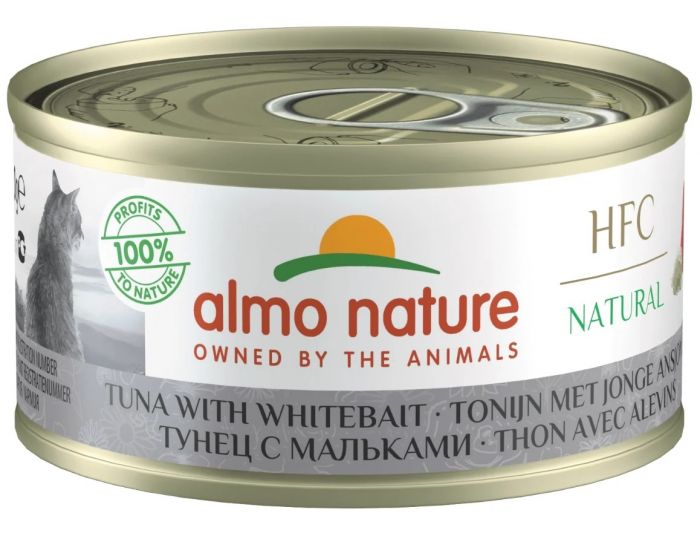 PROFITS
100%
TO NATURE
almo nature
OWNED BY THE ANIMALS
HFC
NATURAL
TUNA WITH WHITEBAIT · TONIJN MET JONGE
ТУНЕЦ С МАЛЬКАМИ · THON AVEC ALEVINS
NUMBER